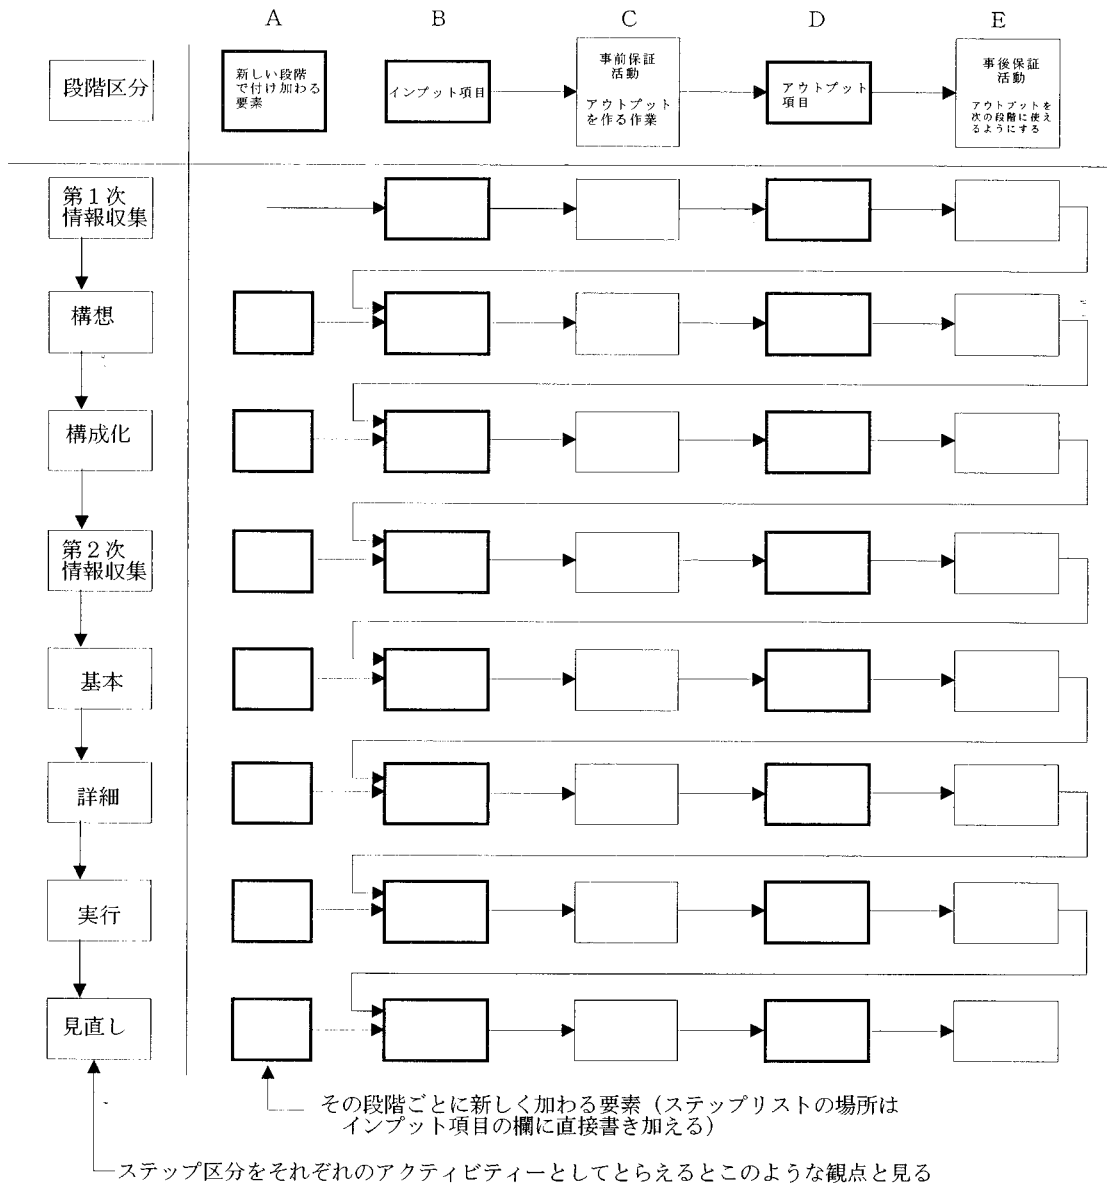 A
B
C
D
E
段階区分
新しい段階
で付け加わる
要素
インプット項目
事前保証
活動
アウトプット
を作る作業
アウトプット
項目
事後保証
活動
アウトプットを
次の段階に使え
るようにする
第１次
情報収集
構想
構成化
第２次
情報収集
基本
詳細
実行
見直し
その段階ごとに新しく加わる要素（ステップリストの場所は
インプット項目の欄に直接書き加える）
ステップ区分をそれぞれのアクティビティーとしてとらえるとこのような観点と見る